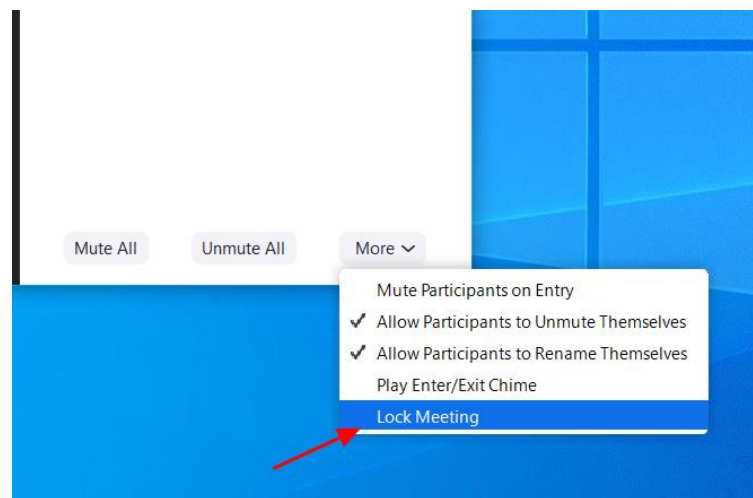 Mute All Unmute All More
Mute Participants on Entry
Allow Participants to Unmute Themselves
Allow Participants to Rename Themselves
Play Enter/Exit Chime
Lock Meeting